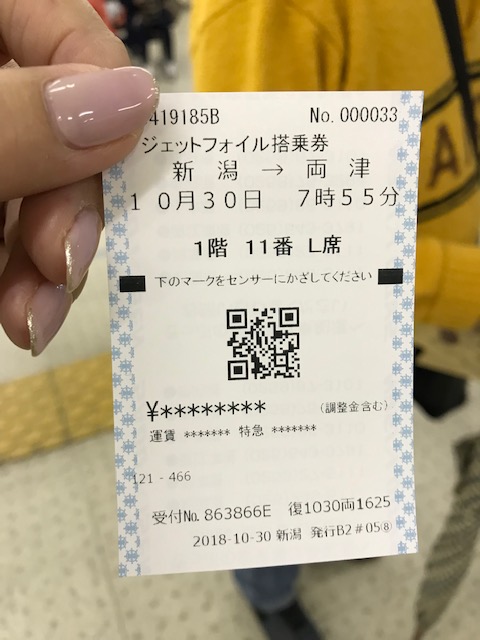 419185B No. 000033
ジェットフォイル搭乗券
新潟 → 両津
10月30日 7時55分
1階 11番 L席
下のマークをセンサーにかざしてください
¥******** (調整金含む)
運賃 ******* 特急 *******
121 - 466
受付No. 863866E 復1030両1625
2018-10-30 新潟 発行B2#05⑧
A